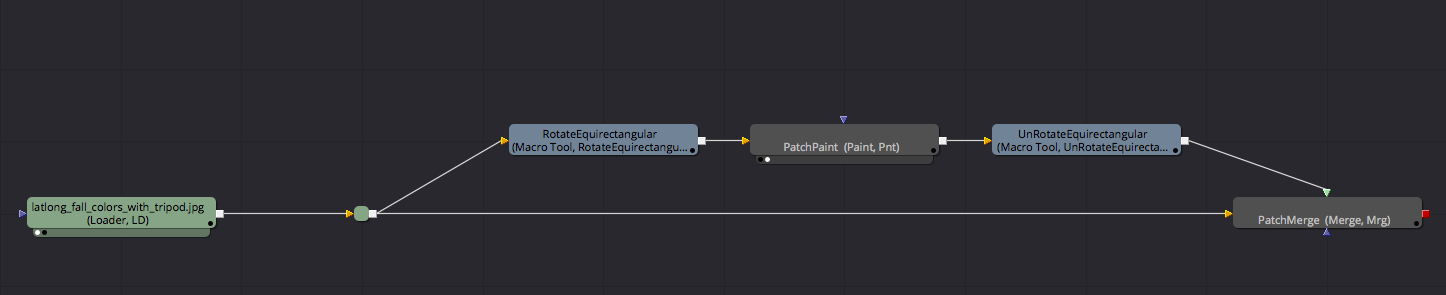 RotateEquirectangular
(Macro Tool, RotateEquirectangu...
PatchPaint (Paint, Pnt)
UnRotateEquirectangular
(Macro Tool, UnRotateEquirecta...
latlong_fall_colors_with_tripod.jpg
(Loader, LD)
PatchMerge (Merge, Mrg)